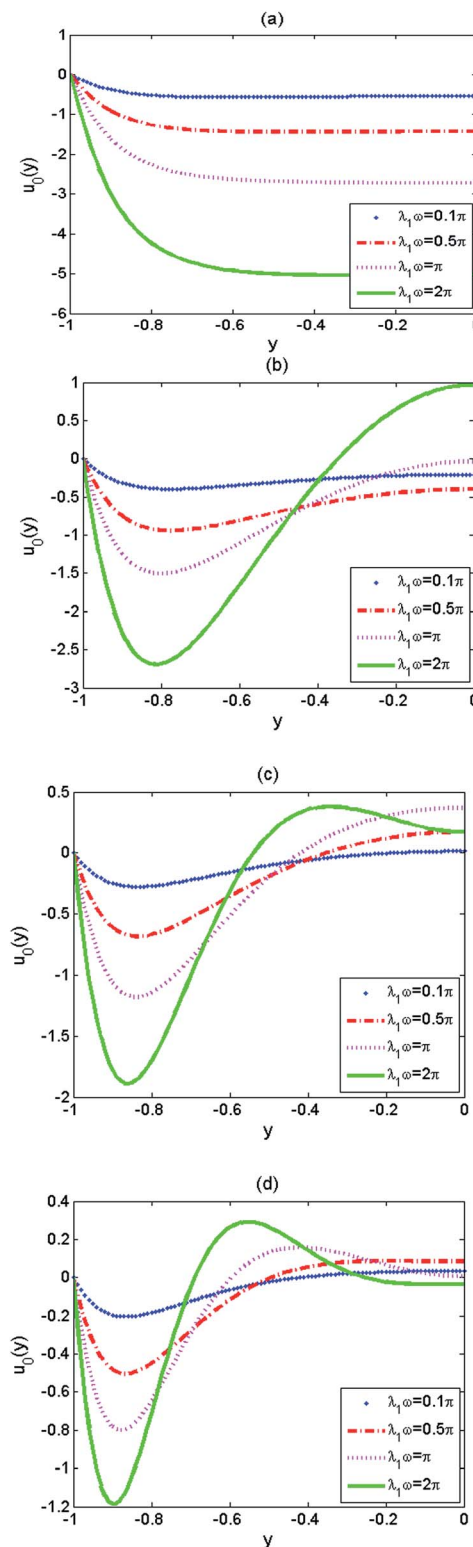 (a)
0
-1
-2
-3
-4
-5
-6
u₀(y)
λ₁ω=0.1π
λ₁ω=0.5π
λ₁ω=π
λ₁ω=2π
-1 -0.8 -0.6 -0.4 -0.2 0
y
(b)
1
0.5
0
-0.5
-1
-1.5
-2
-2.5
-3
u₀(y)
λ₁ω=0.1π
λ₁ω=0.5π
λ₁ω=π
λ₁ω=2π
-1 -0.8 -0.6 -0.4 -0.2 0
y
(c)
0.5
0
-0.5
-1
-1.5
-2
u₀(y)
λ₁ω=0.1π
λ₁ω=0.5π
λ₁ω=π
λ₁ω=2π
-1 -0.8 -0.6 -0.4 -0.2 0
y
(d)
0.4
0.2
0
-0.2
-0.4
-0.6
-0.8
-1
-1.2
u₀(y)
λ₁ω=0.1π
λ₁ω=0.5π
λ₁ω=π
λ₁ω=2π
-1 -0.8 -0.6 -0.4 -0.2 0
y